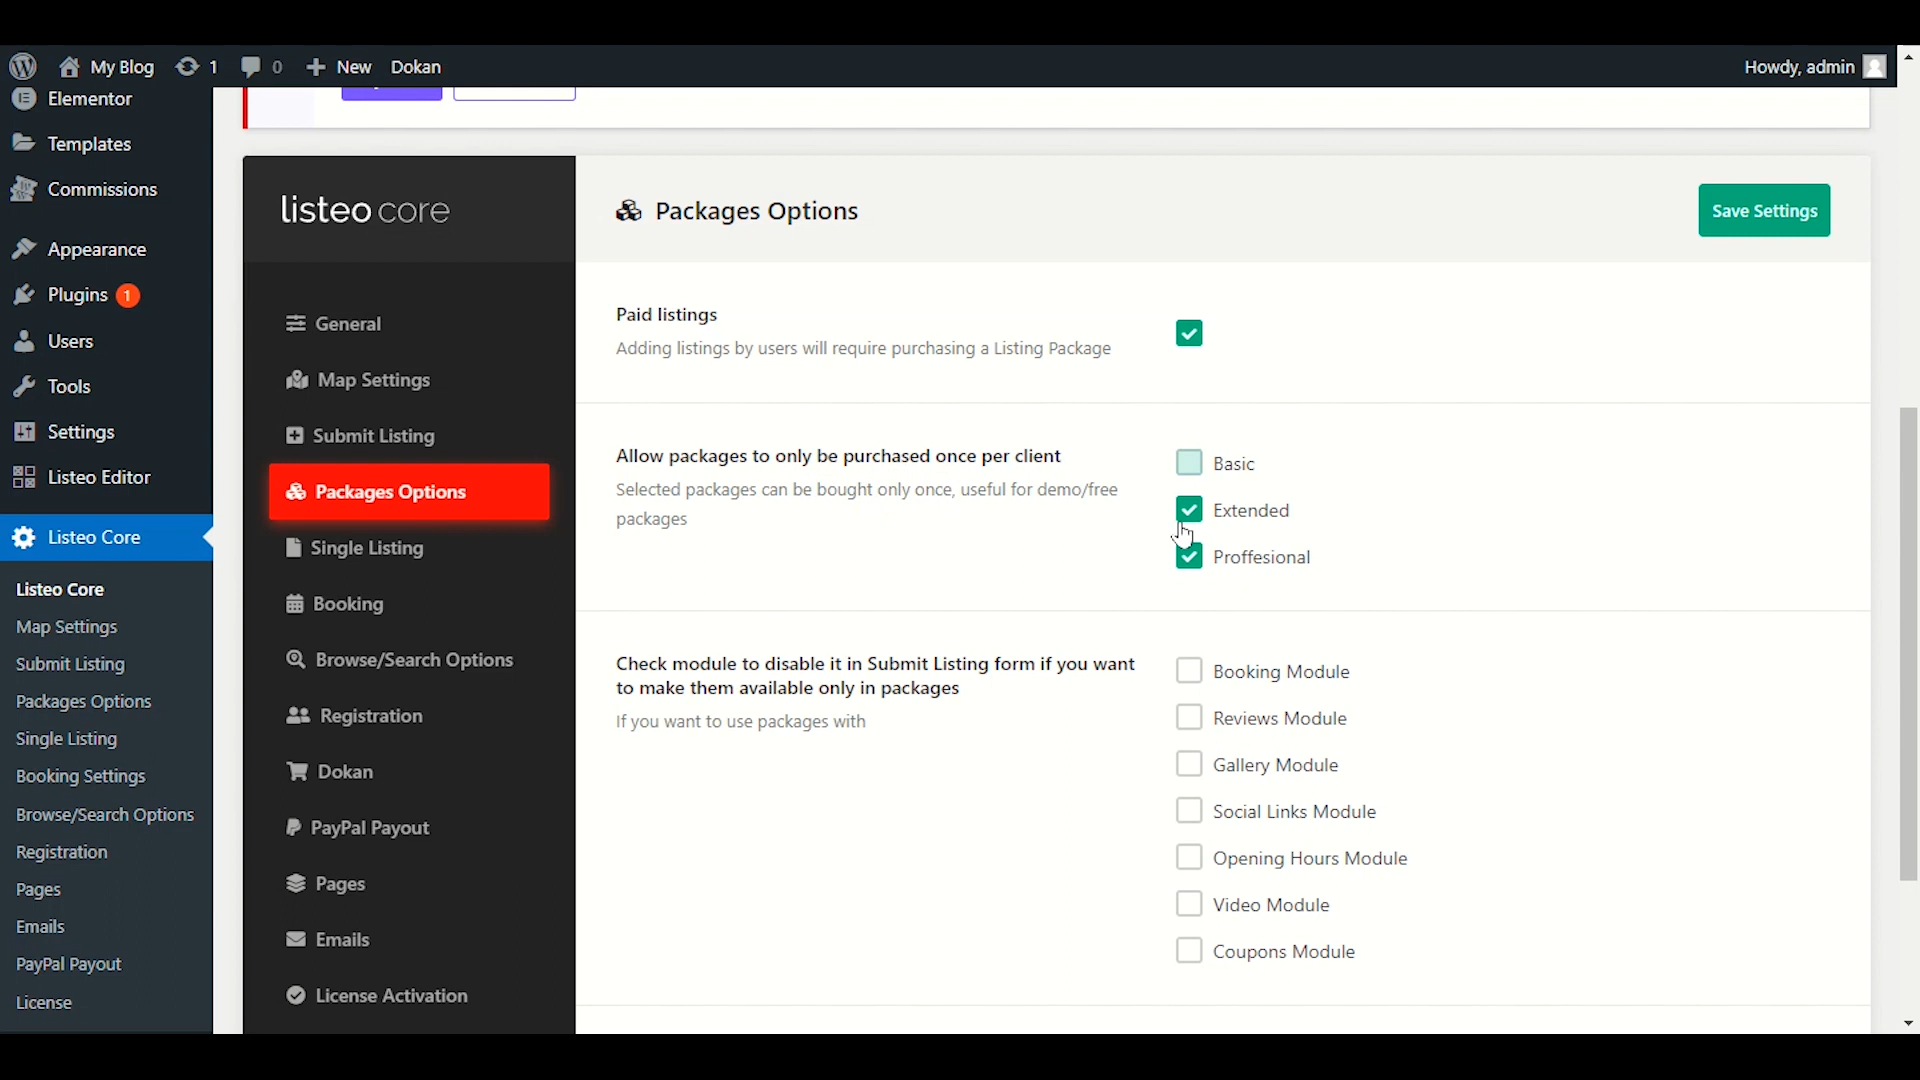 My Blog 1 0 New Dokan Howdy, admin
Elementor
Templates
Commissions
Appearance
Plugins 1
Users
Tools
Settings
Listeo Editor
Listeo Core
Listeo Core
Map Settings
Submit Listing
Packages Options
Single Listing
Booking Settings
Browse/Search Options
Registration
Pages
Emails
PayPal Payout
License
listeo core
General
Map Settings
Submit Listing
Packages Options
Single Listing
Booking
Browse/Search Options
Registration
Dokan
PayPal Payout
Pages
Emails
License Activation
Packages Options
Save Settings
Paid listings
Adding listings by users will require purchasing a Listing Package
Allow packages to only be purchased once per client
Selected packages can be bought only once, useful for demo/free
packages
Basic
Extended
Proffesional
Check module to disable it in Submit Listing form if you want
to make them available only in packages
If you want to use packages with
Booking Module
Reviews Module
Gallery Module
Social Links Module
Opening Hours Module
Video Module
Coupons Module